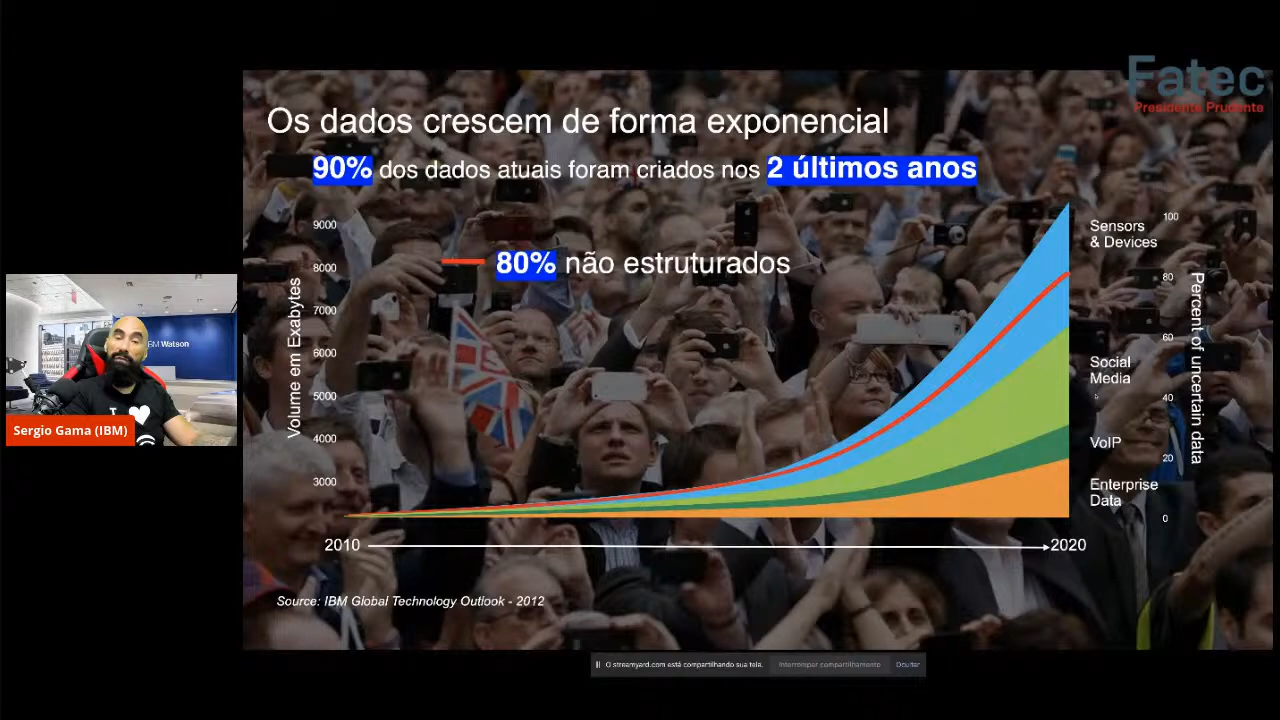 Fatec
Presidente Prudente
Os dados crescem de forma exponencial
90% dos dados atuais foram criados nos 2 últimos anos
80% não estruturados
Volume em Exabytes
9000
8000
7000
6000
5000
4000
3000
2010
2020
Sensors
& Devices
Social
Media
VoIP
Enterprise
Data
100
80
60
40
20
0
Percent of uncertain data
Source: IBM Global Technology Outlook - 2012
IBM Watson
I
Sergio Gama (IBM)
O streamyard.com está compartilhando sua tela.
Interromper compartilhamento
Ocultar